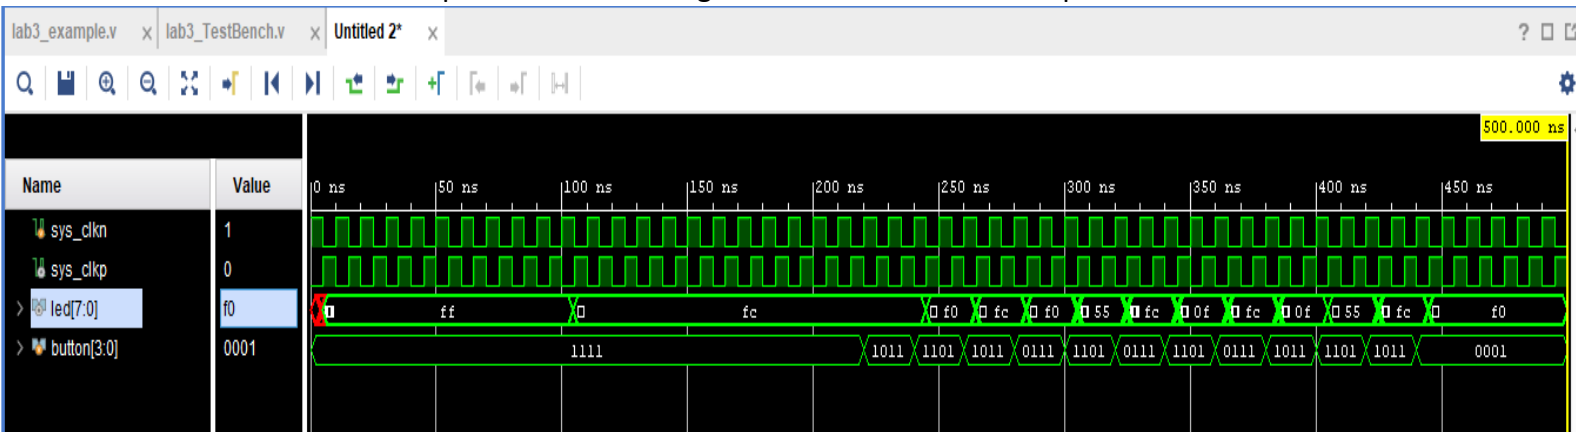 lab3_example.v × lab3_TestBench.v × Untitled 2* ×
?
500.000 ns
Name Value
0 ns 50 ns 100 ns 150 ns 200 ns 250 ns 300 ns 350 ns 400 ns 450 ns
sys_clkn 1
sys_clkp 0
led[7:0] f0 ff fc f0 fc f0 55 fc 0f fc 0f 55 fc f0
button[3:0] 0001 1111 1011 1101 1011 0111 1101 0111 1101 0111 1011 1101 1011 0001